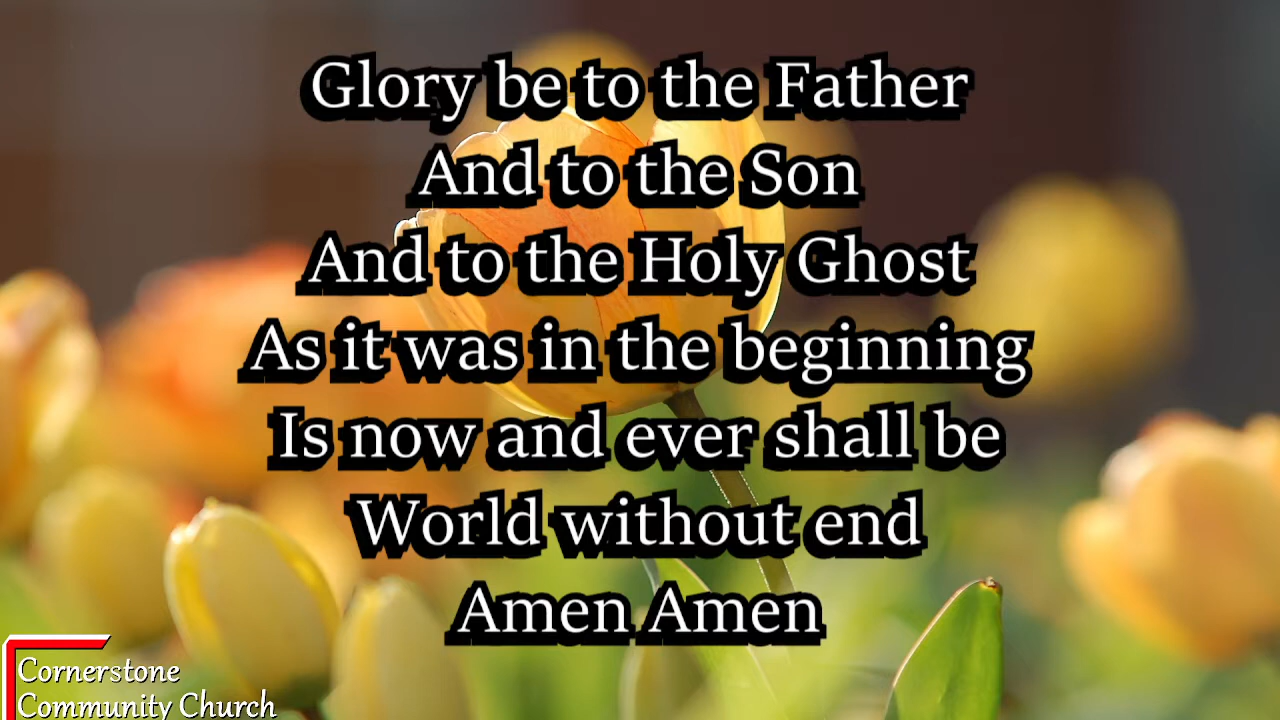 Glory be to the Father
And to the Son
And to the Holy Ghost
As it was in the beginning
Is now and ever shall be
World without end
Amen Amen
Cornerstone
Community Church